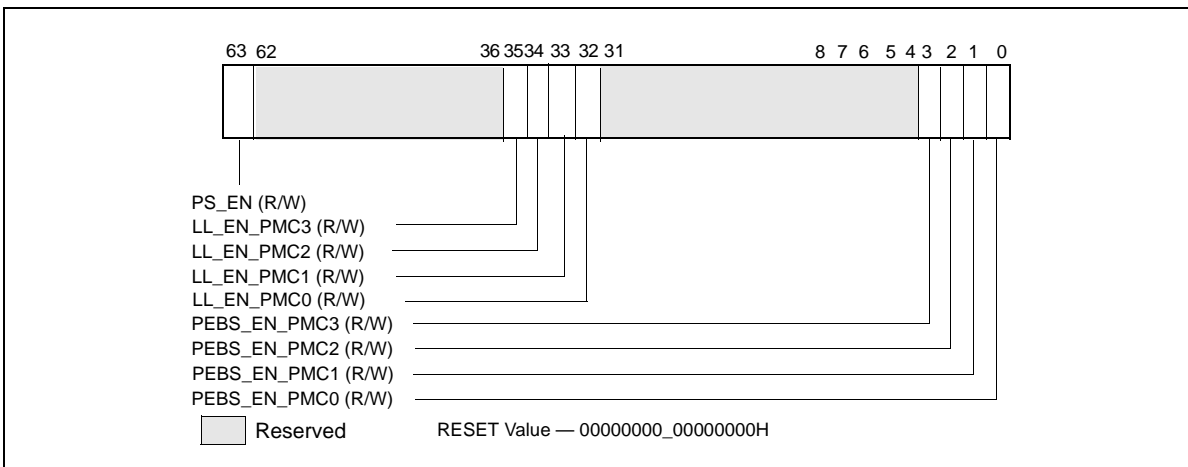 63 62 36 35 34 33 32 31 8 7 6 5 4 3 2 1 0
PS_EN (R/W)
LL_EN_PMC3 (R/W)
LL_EN_PMC2 (R/W)
LL_EN_PMC1 (R/W)
LL_EN_PMC0 (R/W)
PEBS_EN_PMC3 (R/W)
PEBS_EN_PMC2 (R/W)
PEBS_EN_PMC1 (R/W)
PEBS_EN_PMC0 (R/W)
Reserved RESET Value — 00000000_00000000H